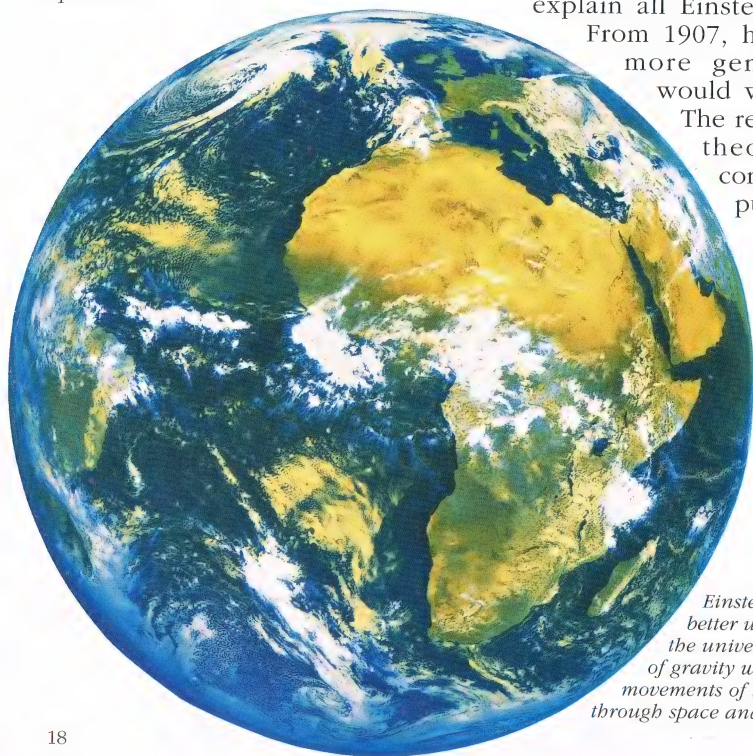 explain all Einste
From 1907, h
more gen
would w
The re
theo
con
pu
Einste
better u
the unive
of gravity u
movements of
through space and
18